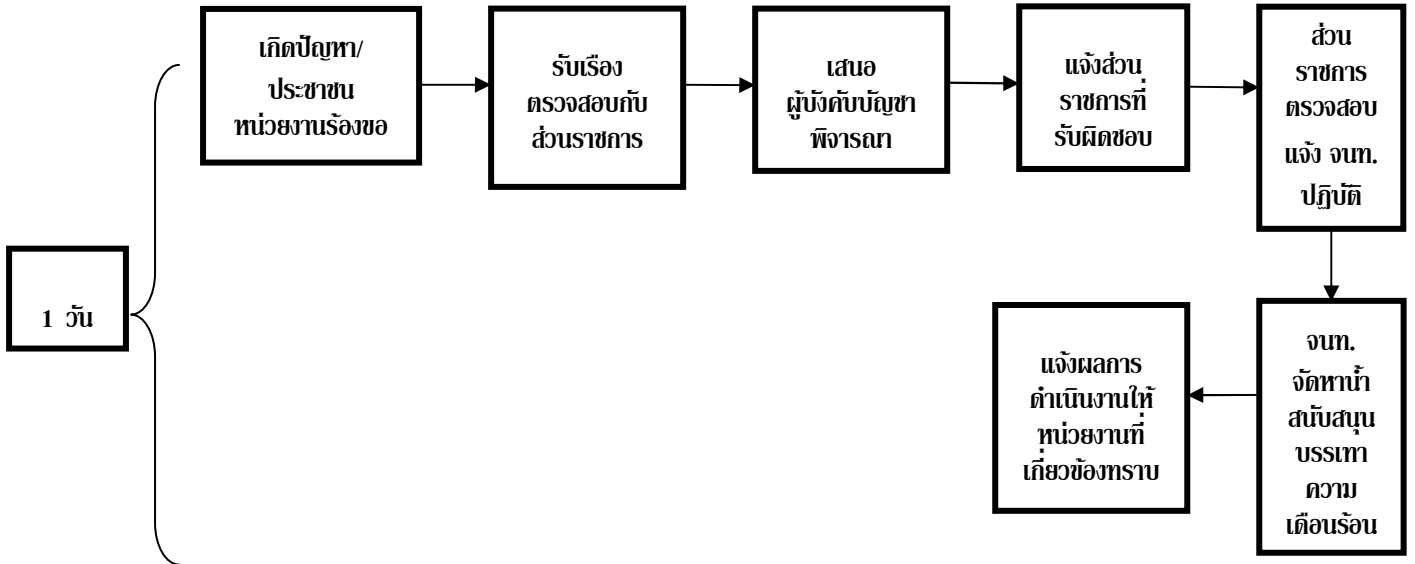 เกิดปัญหา/
ประชาชน
หน่วยงานร้องขอ
รับเรือง
ตรวจสอบกับ
ส่วนราชการ
เสนอ
ผู้บังคับบัญชา
พิจารณา
แจ้งส่วน
ราชการที่
รับผิดชอบ
ส่วน
ราชการ
ตรวจสอบ
แจ้ง จนท.
ปฏิบัติ
1 วัน
จนท.
จัดหาน้ำ
สนับสนุน
บรรเทา
ความ
เดือนร้อน
แจ้งผลการ
ดำเนินงานให้
หน่วยงานที่
เกี่ยวข้องทราบ